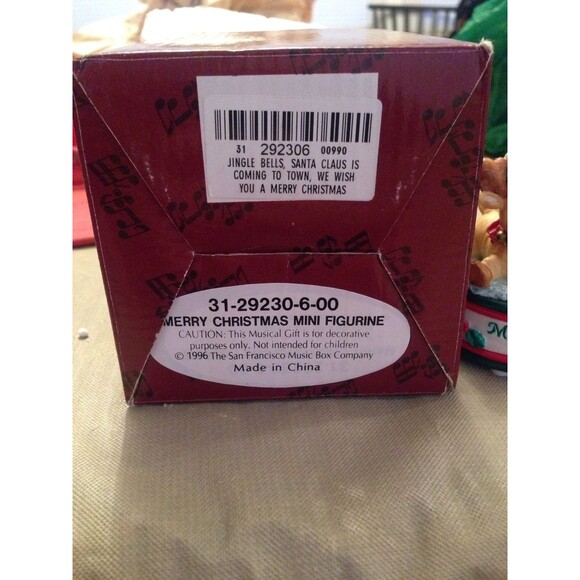 31 292306 00990
JINGLE BELLS, SANTA CLAUS IS
COMING TO TOWN, WE WISH
YOU A MERRY CHRISTMAS
31-29230-6-00
MERRY CHRISTMAS MINI FIGURINE
CAUTION: This Musical Gift is for decorative
purposes only. Not intended for children
© 1996 The San Francisco Music Box Company
Made in China